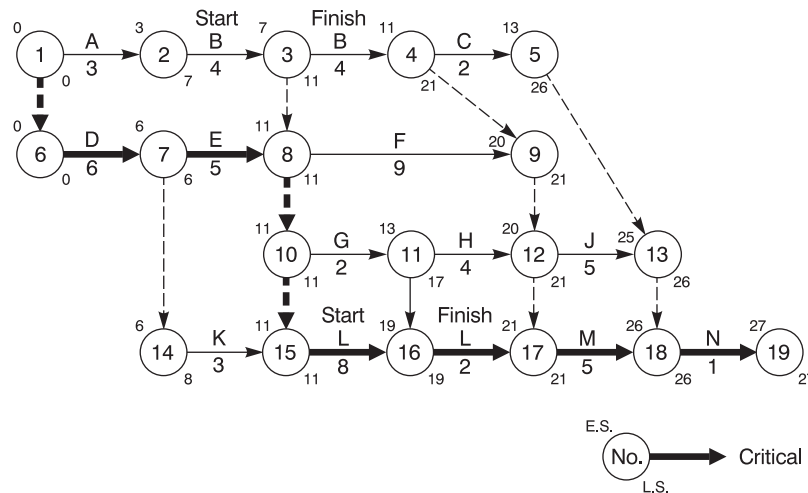 Start Finish
0 3 7 11 13
1 A 2 B 3 B 4 C 5
3 4 4 2
0 7 11 21 26
0 6 11 20
6 D 7 E 8 F 9
6 5 9
0 6 11 21
11 13 20 25
10 G 11 H 12 J 13
2 4 5
11 17 21 26
Start Finish
6 11 19 21 26 27
14 K 15 L 16 L 17 M 18 N 19
3 8 2 5 1
8 11 19 21 26 27
E.S.
No. Critical
L.S.